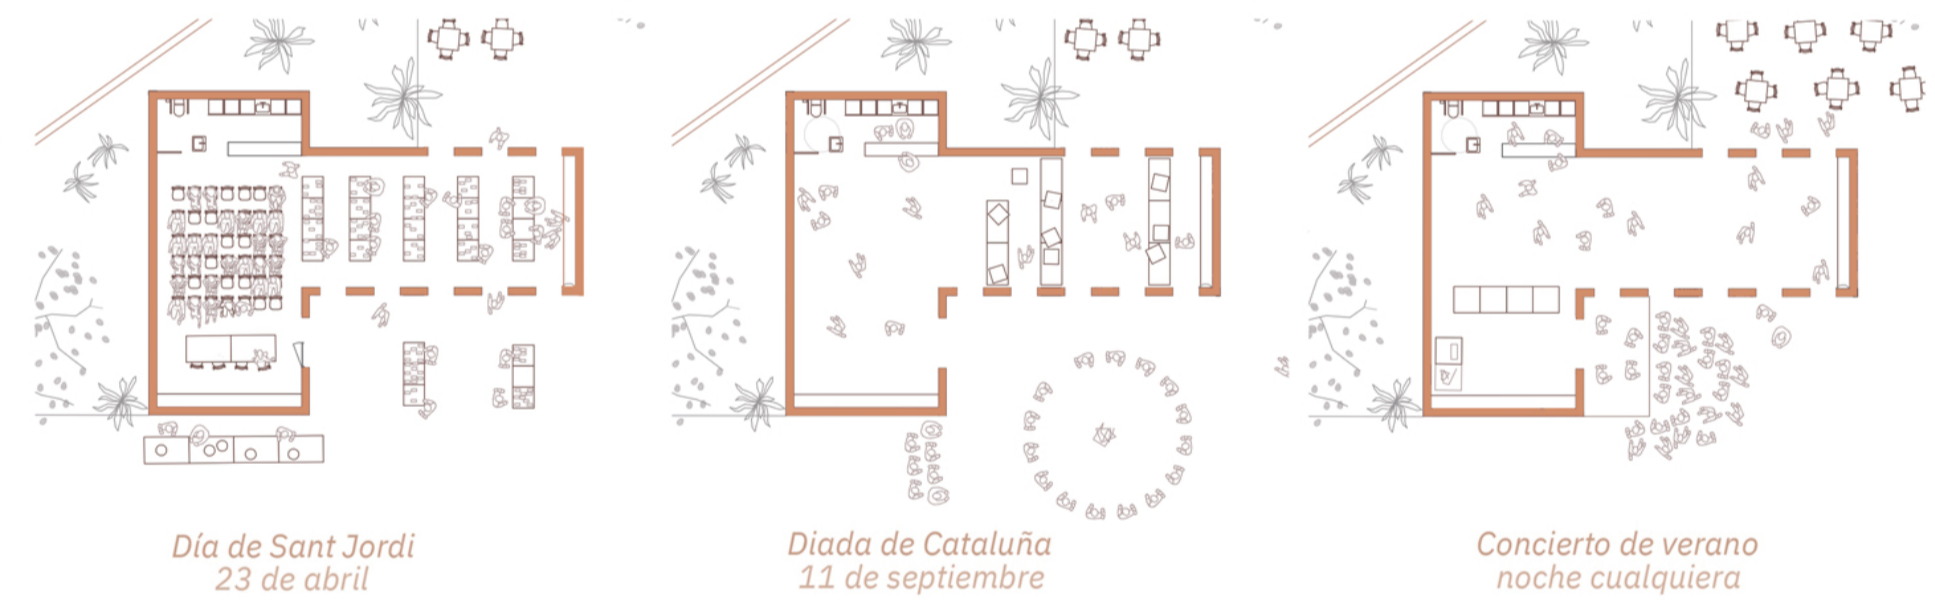 Día de Sant Jordi
23 de abril
Diada de Cataluña
11 de septiembre
Concierto de verano
noche cualquiera